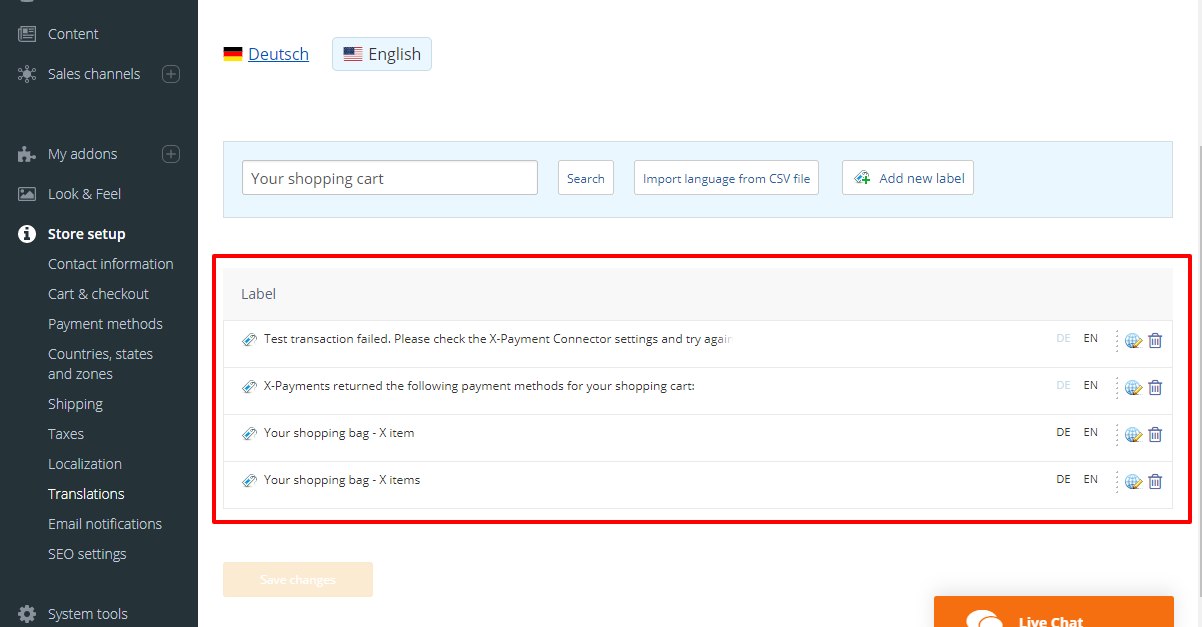 Content
Sales channels
My addons
Look & Feel
Store setup
Contact information
Cart & checkout
Payment methods
Countries, states
and zones
Shipping
Taxes
Localization
Translations
Email notifications
SEO settings
System tools
Deutsch English
Your shopping cart Search Import language from CSV file Add new label
Label
Test transaction failed. Please check the X-Payment Connector settings and try again DE EN
X-Payments returned the following payment methods for your shopping cart: DE EN
Your shopping bag - X item DE EN
Your shopping bag - X items DE EN
Save changes
Live Chat